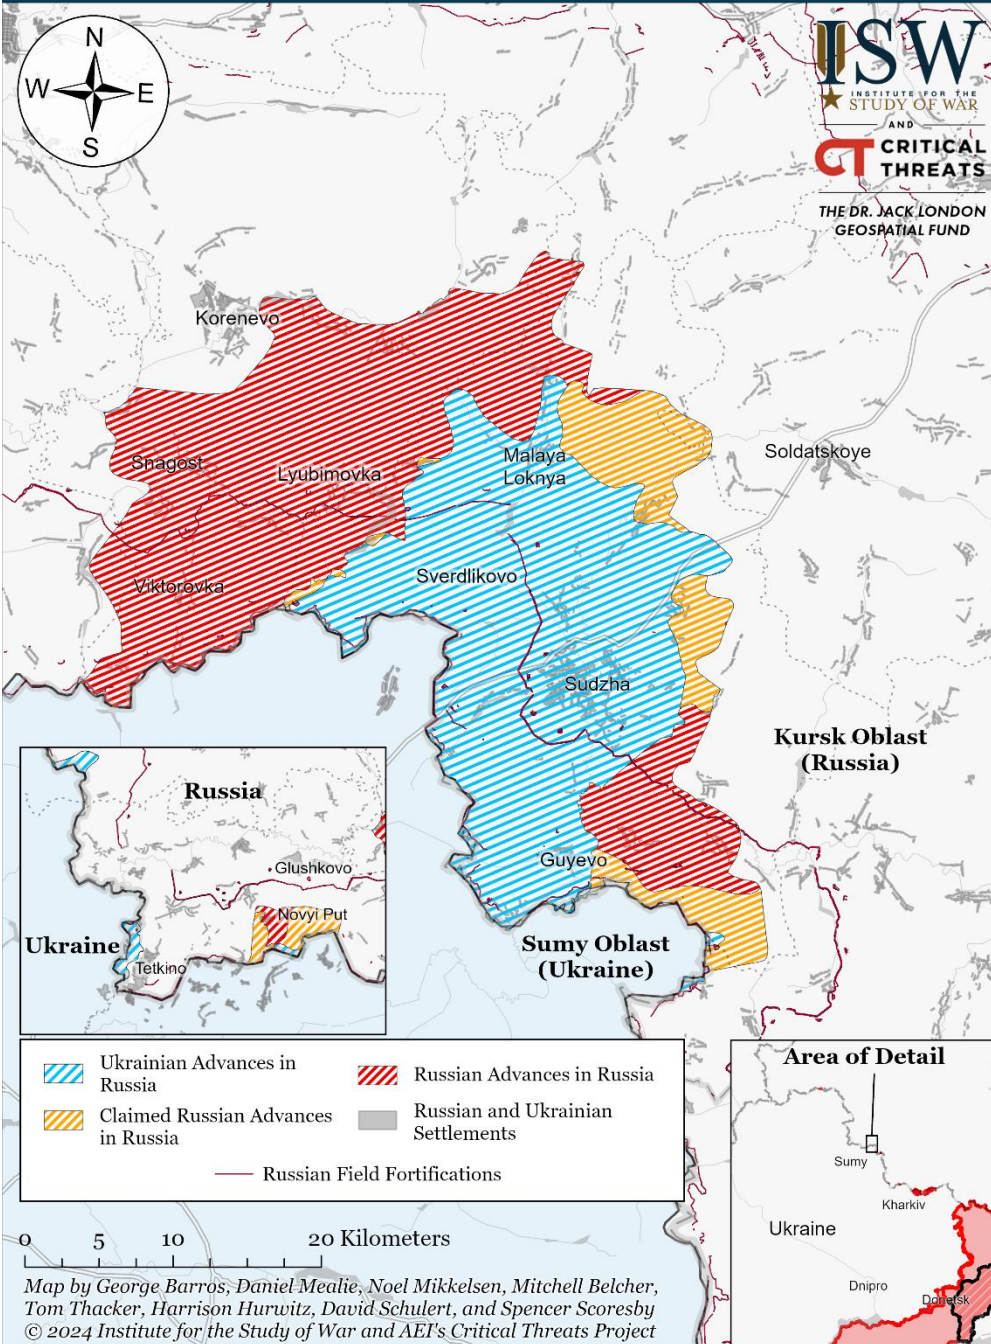 N
W
E
S
ISW
INSTITUTE FOR THE
STUDY OF WAR
AND
CT CRITICAL
THREATS
THE DR. JACK LONDON
GEOSPATIAL FUND
Korenevo
Snagost
Lyubimovka
Malaya
Loknya
Soldatskoye
Viktorovka
Sverdlikovo
Sudzha
Kursk Oblast
(Russia)
Guyevo
Sumy Oblast
(Ukraine)
Russia
Glushkovo
Novyi Put
Ukraine
Tetkino
Ukrainian Advances in
Russia
Russian Advances in Russia
Claimed Russian Advances
in Russia
Russian and Ukrainian
Settlements
Russian Field Fortifications
Area of Detail
Sumy
Kharkiv
Ukraine
Dnipro
Donetsk
0 5 10 20 Kilometers
Map by George Barros, Daniel Mealie, Noel Mikkelsen, Mitchell Belcher,
Tom Thacker, Harrison Hurwitz, David Schulert, and Spencer Scoresby
© 2024 Institute for the Study of War and AEI's Critical Threats Project